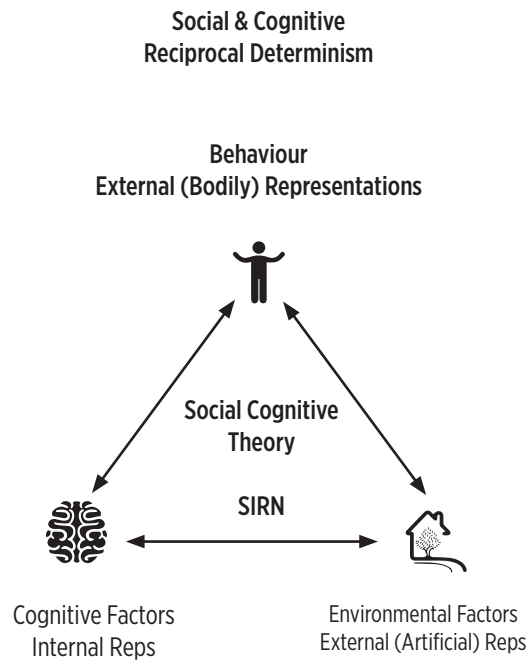 Social & Cognitive
Reciprocal Determinism
Behaviour
External (Bodily) Representations
Social Cognitive
Theory
SIRN
Cognitive Factors
Internal Reps
Environmental Factors
External (Artificial) Reps